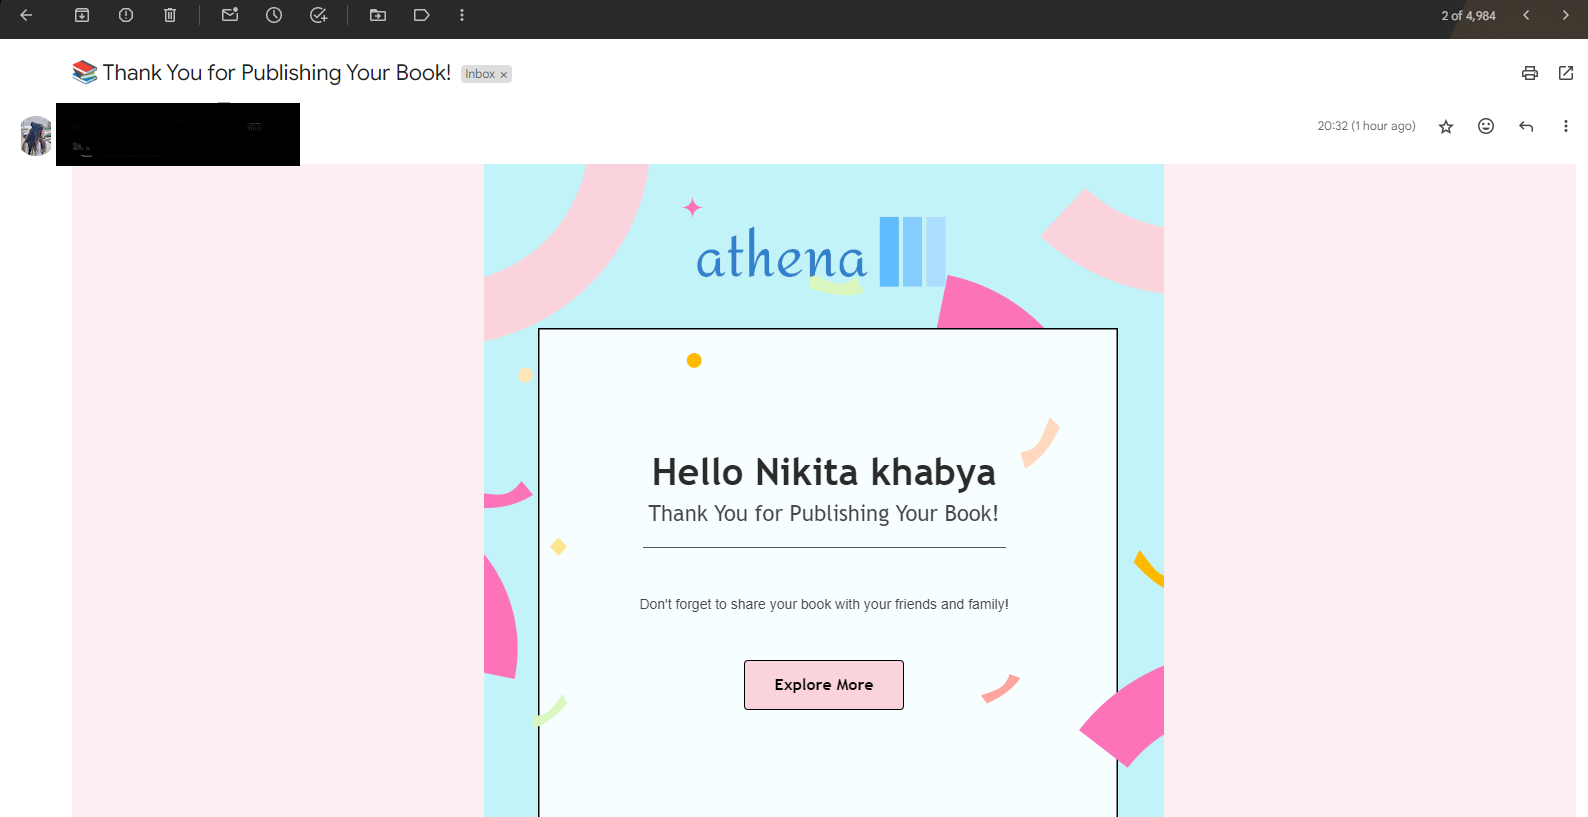 2 of 4,984
📚 Thank You for Publishing Your Book! Inbox ×
20:32 (1 hour ago)
athena
Hello Nikita khabya
Thank You for Publishing Your Book!
Don't forget to share your book with your friends and family!
Explore More